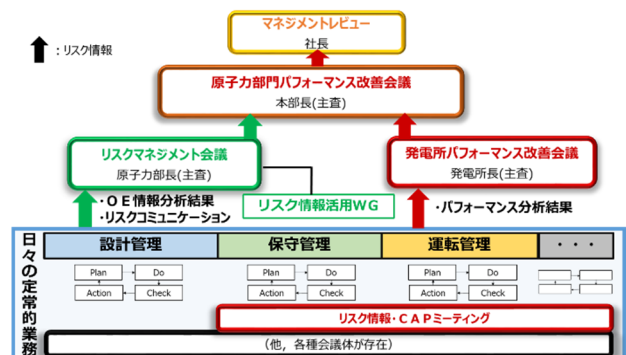 マネジメントレビュー
社長
：リスク情報
原子力部門パフォーマンス改善会議
本部長(主査)
リスクマネジメント会議
原子力部長(主査)
発電所パフォーマンス改善会議
発電所長(主査)
・ＯＥ情報分析結果
・リスクコミュニケーション
リスク情報活用ＷＧ
・パフォーマンス分析結果
日々の定常的業務
設計管理
保守管理
運転管理
・・・
Plan
Do
Action
Check
Plan
Do
Action
Check
Plan
Do
Action
Check
リスク情報・ＣＡＰミーティング
（他，各種会議体が存在）